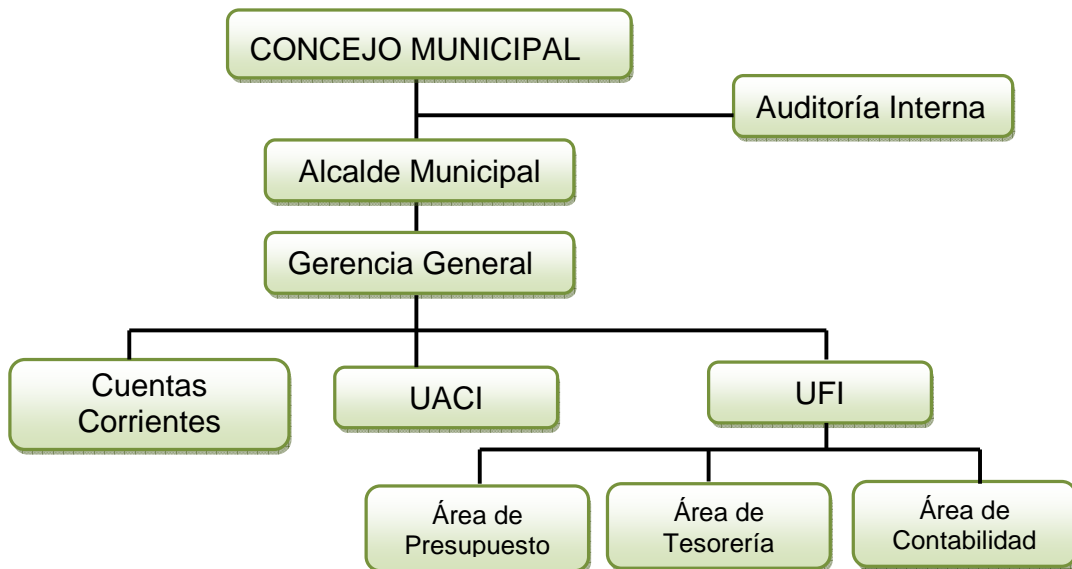 CONCEJO MUNICIPAL
Auditoría Interna
Alcalde Municipal
Gerencia General
Cuentas
Corrientes
UACI
UFI
Área de
Presupuesto
Área de
Tesorería
Área de
Contabilidad